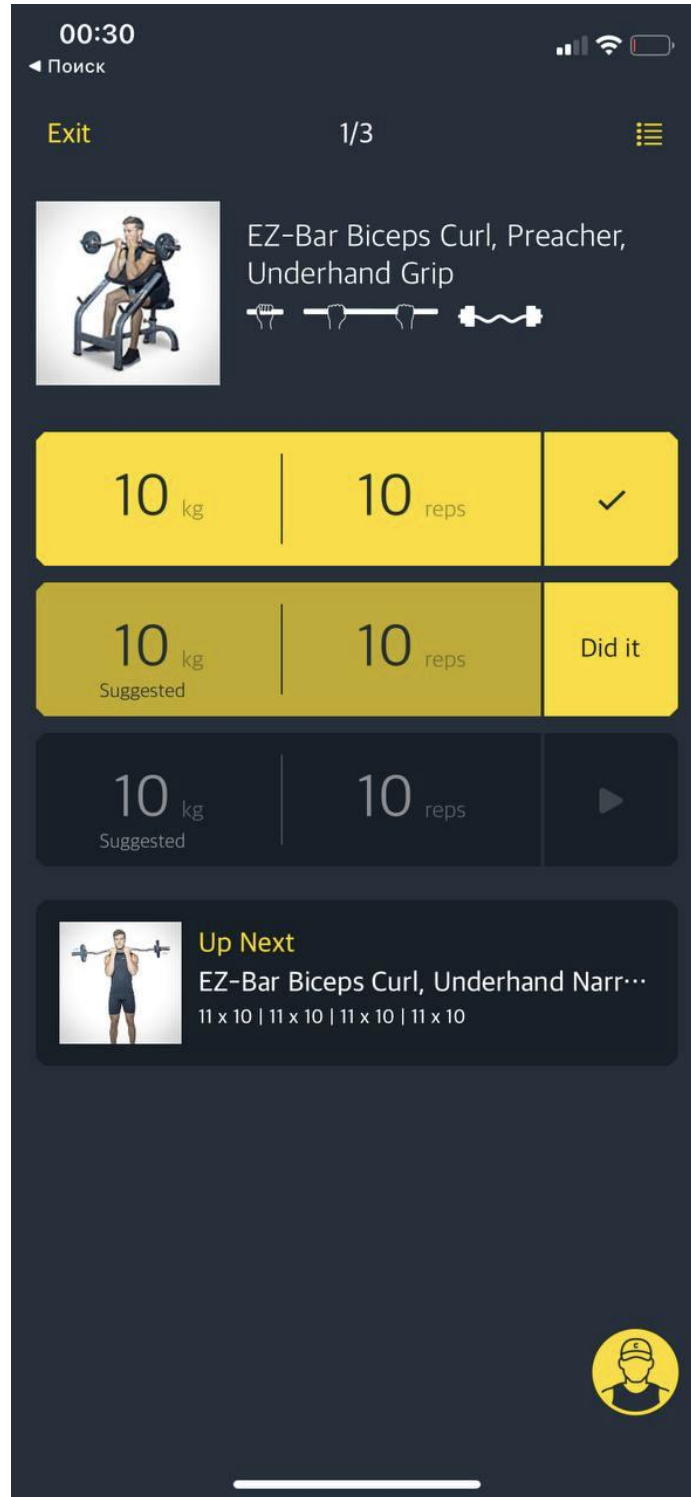 00:30
◀ Поиск
Exit 1/3
EZ-Bar Biceps Curl, Preacher,
Underhand Grip
10 kg 10 reps
10 kg 10 reps Did it
Suggested
10 kg 10 reps
Suggested
Up Next
EZ-Bar Biceps Curl, Underhand Narr···
11 x 10 | 11 x 10 | 11 x 10 | 11 x 10
C